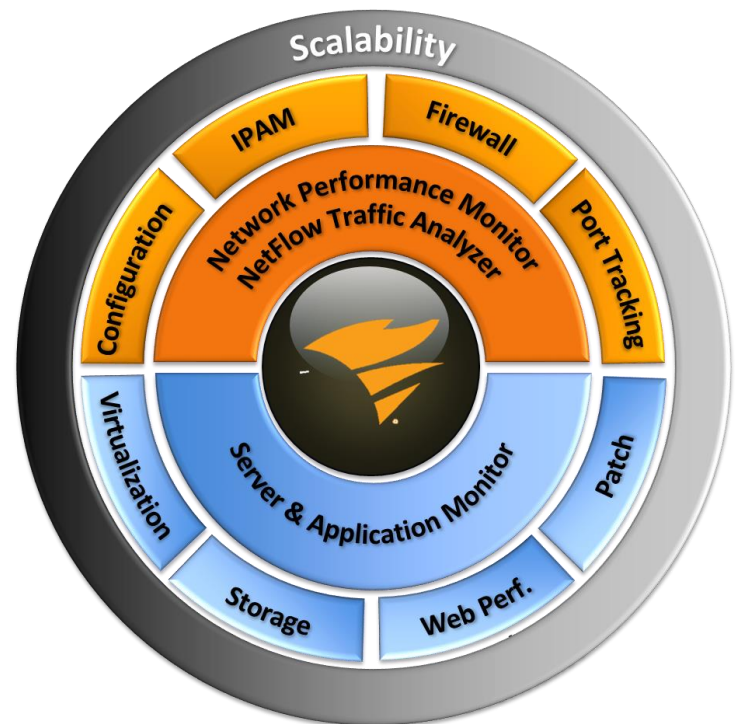 Scalability
IPAM
Firewall
Configuration
Port Tracking
Network Performance Monitor
NetFlow Traffic Analyzer
Server & Application Monitor
Virtualization
Patch
Storage
Web Perf.